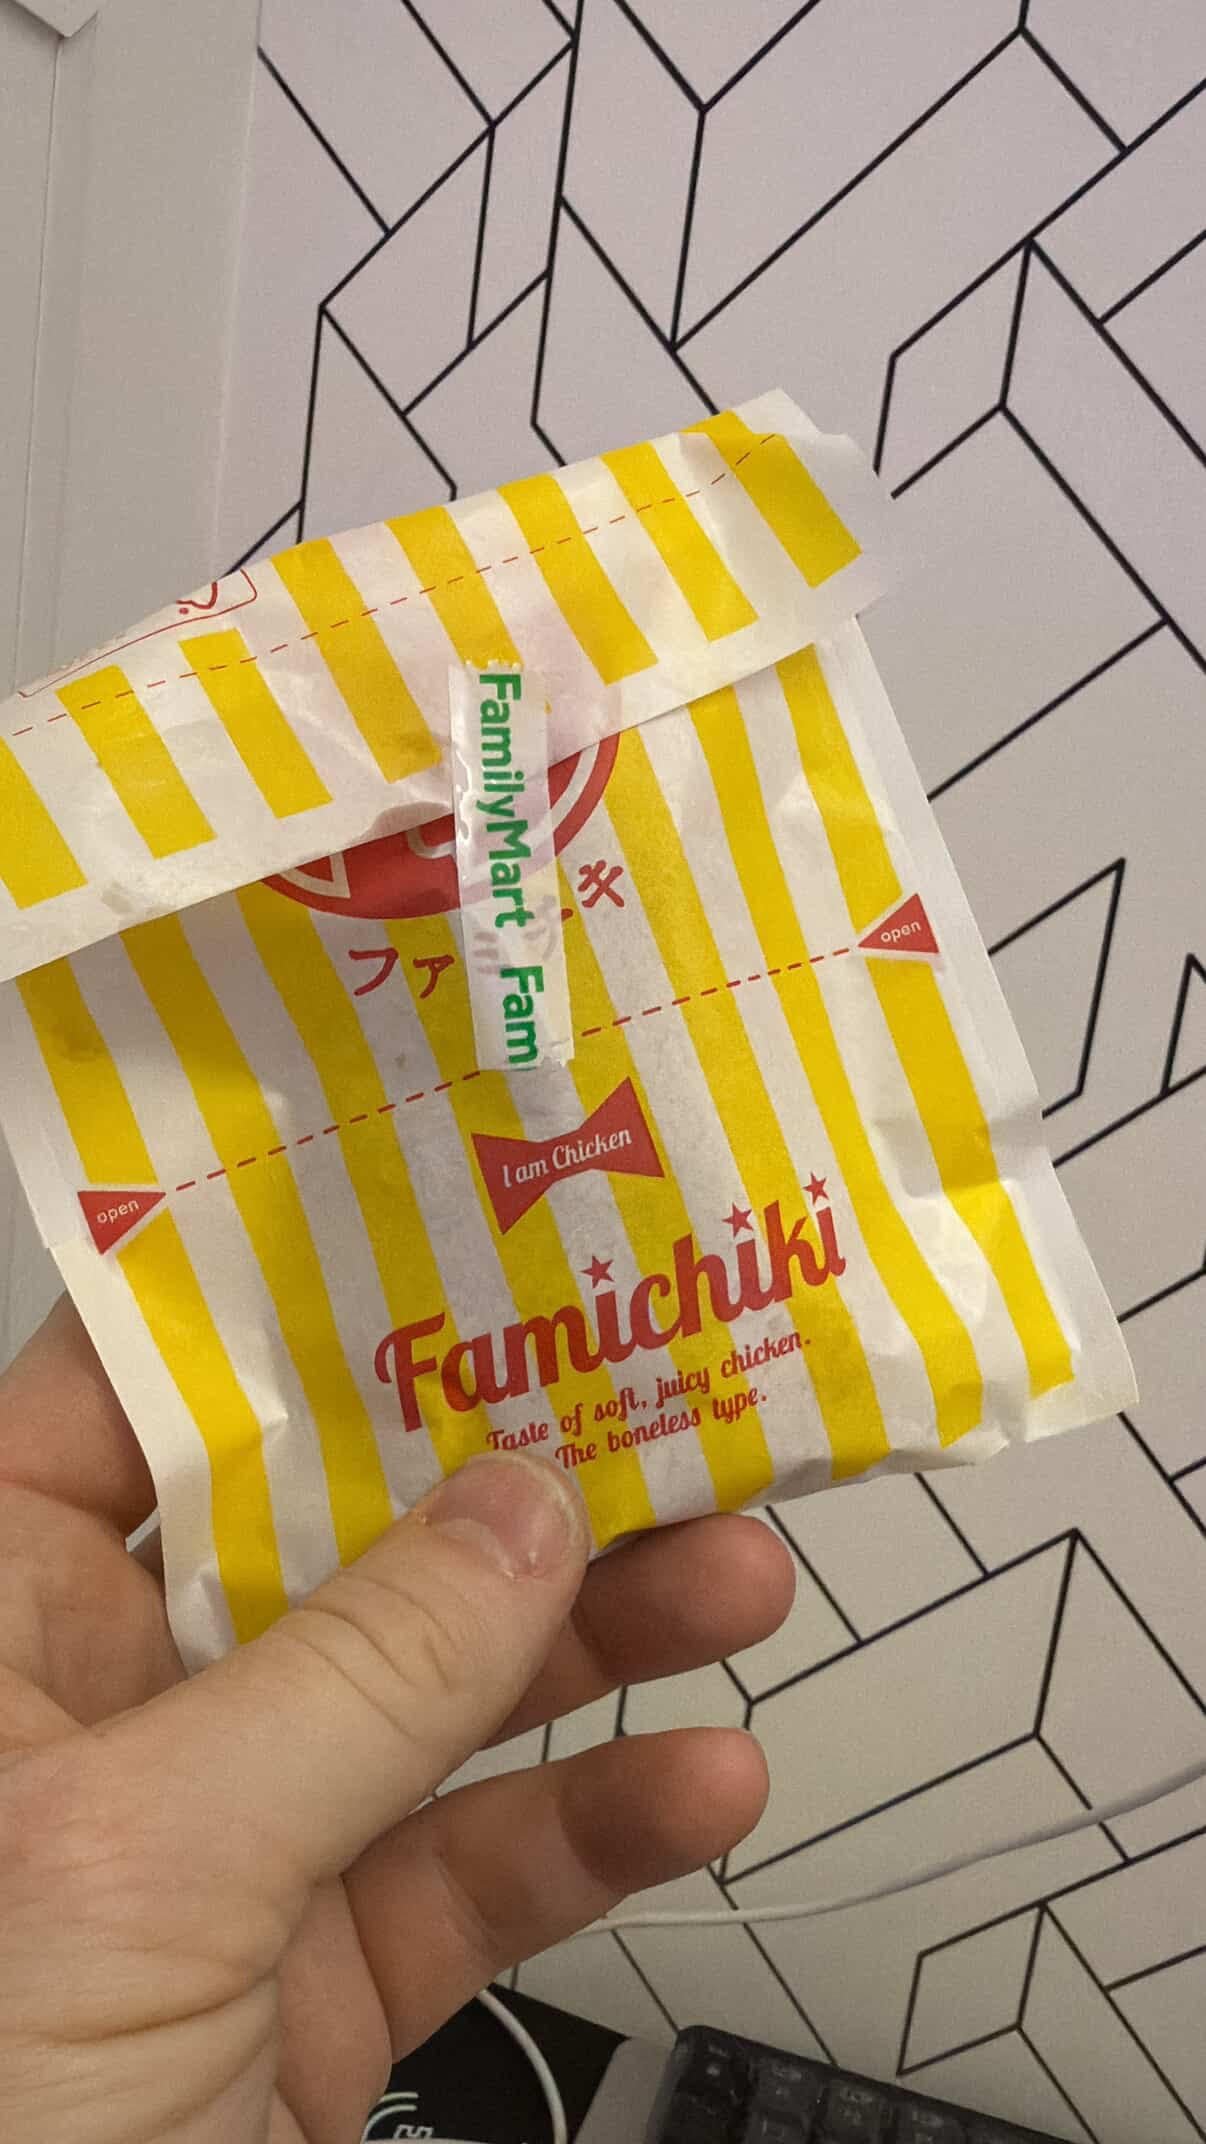 FamilyMart Fam
ファ
open
open
I am Chicken
Famichiki
Taste of soft, juicy chicken.
The boneless type.